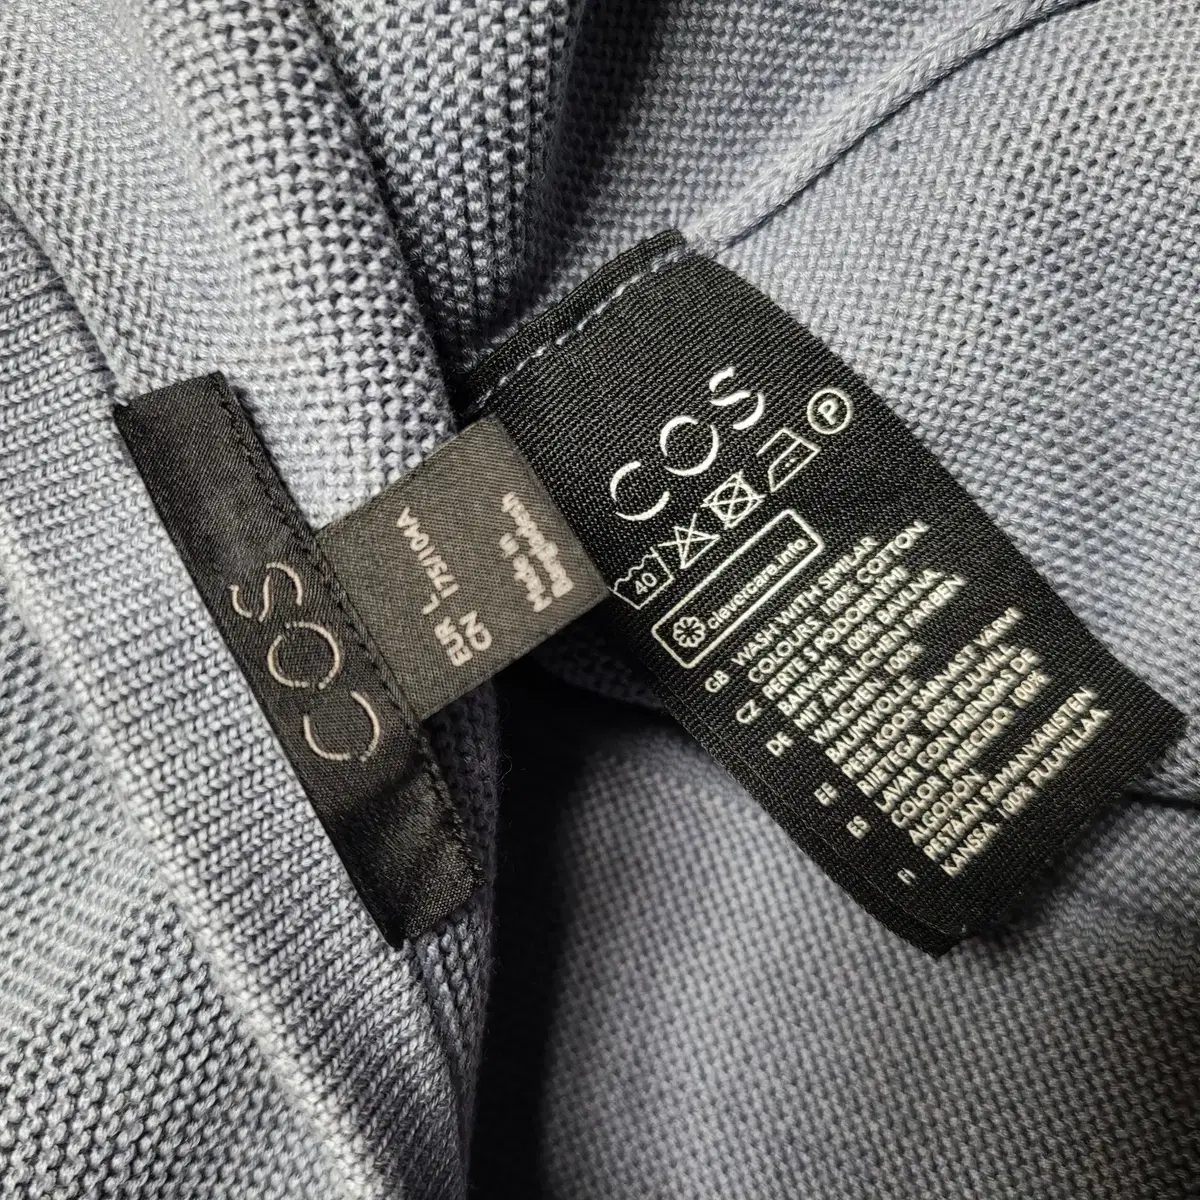 COS
EUR L
CN 175/104A
Made in
Bangladesh
COS
40
P
clevercare.info
GB WASH WITH SIMILAR
COLOURS 100% COTTON
CZ PERTE S PODOBNÝMI
BARVAMI 100% BAVLNA
DE MIT ÄHNLICHEN FARBEN
WASCHEN 100%
BAUMWOLLE
EE PESE KOOS SARNAST VÄRVI
RIIETEGA 100% PUUVILL
ES LAVAR CON PRENDAS DE
COLOR PARECIDO 100%
ALGODÓN
FI PESTÄÄN SAMANVÄRISTEN
KANSSA 100% PUUVILLAA